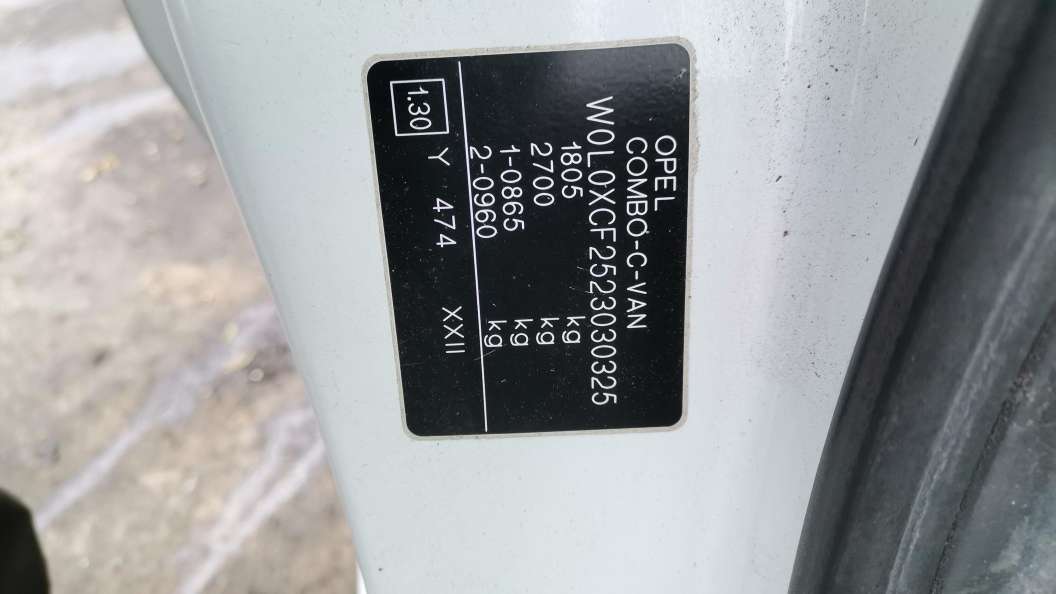 OPEL
COMBO-C-VAN
W0L0XCF2523030325
1805 kg
2700 kg
1-0865 kg
2-0960 kg
1.30 Y 474 XXII